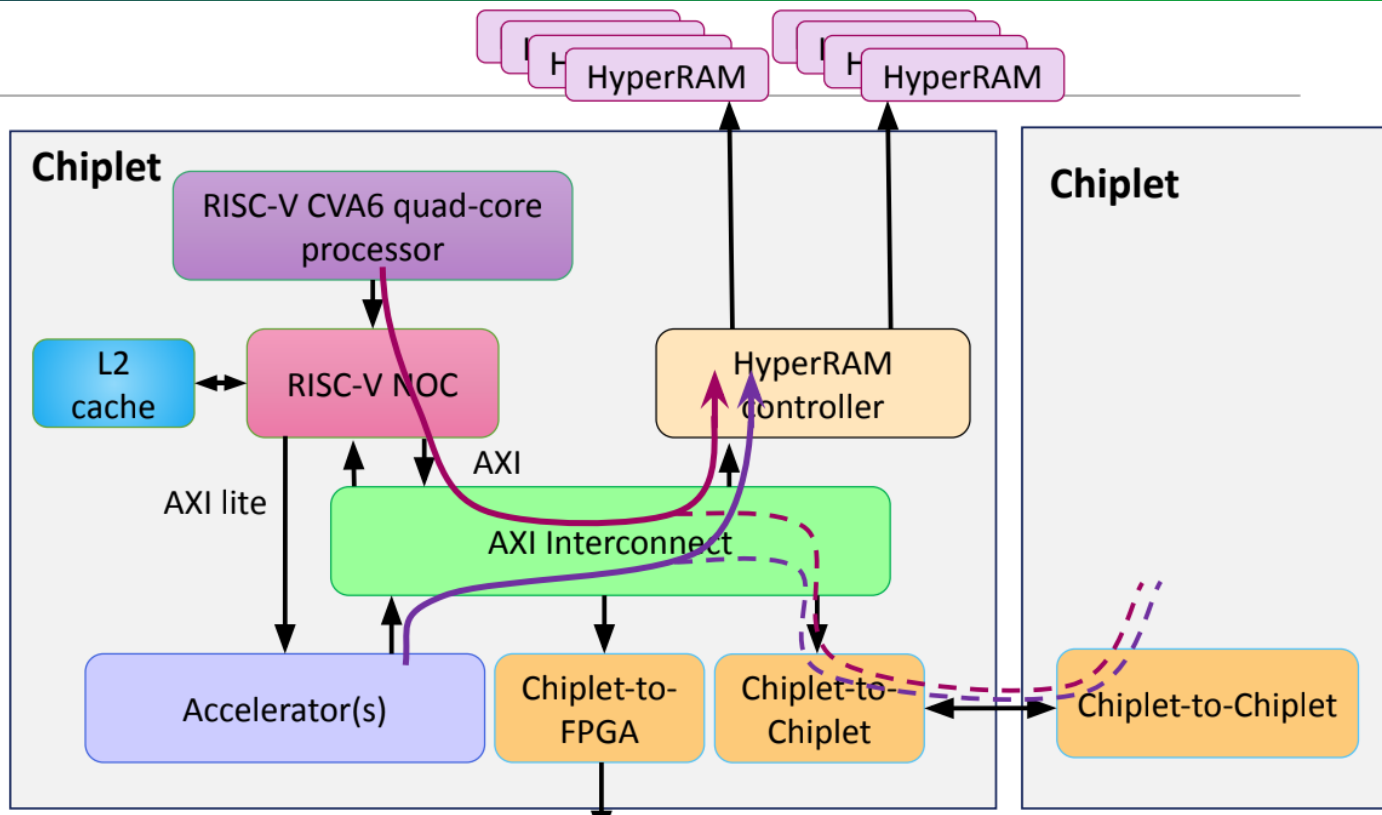 HyperRAM
HyperRAM
Chiplet
RISC-V CVA6 quad-core
processor
Chiplet
L2
cache
RISC-V NOC
HyperRAM
controller
AXI
AXI lite
AXI Interconnect
Accelerator(s)
Chiplet-to-
FPGA
Chiplet-to-
Chiplet
Chiplet-to-Chiplet